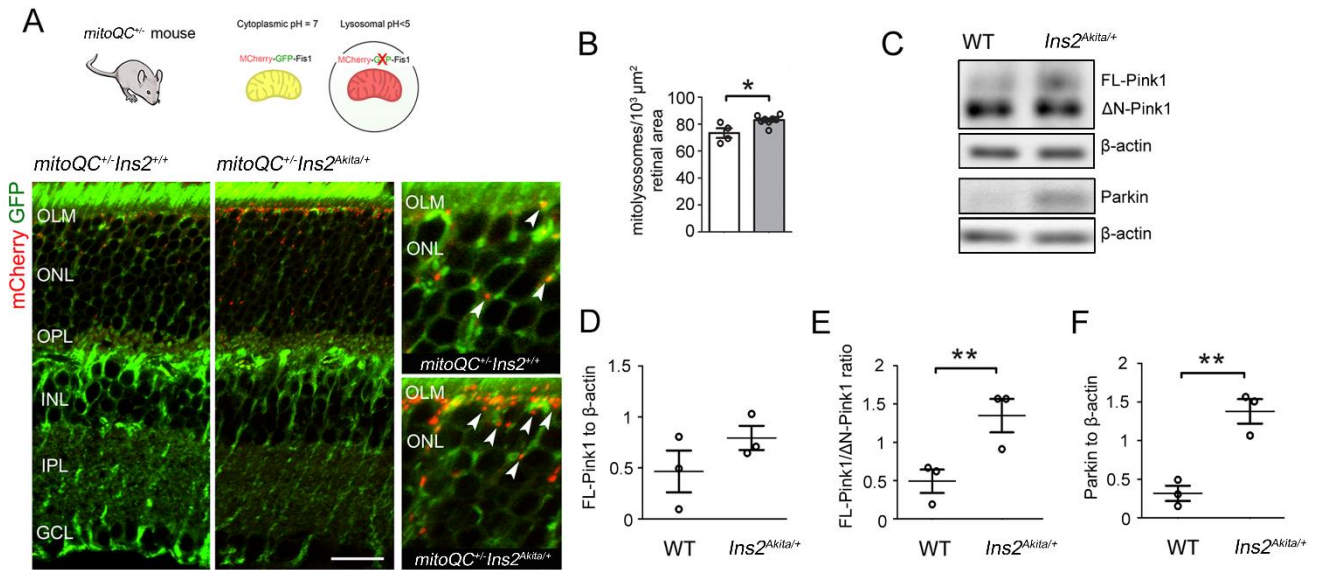 A
mitoQC+/- mouse
Cytoplasmic pH = 7
Lysosomal pH<5
MCherry-GFP-Fis1
MCherry-GFP-Fis1
mitoQC+/-Ins2+/+
mitoQC+/-Ins2Akita/+
mCherry GFP
OLM
ONL
OPL
INL
IPL
GCL
OLM
ONL
mitoQC+/-Ins2+/+
OLM
ONL
mitoQC+/-Ins2Akita/+
B
mitolysosomes/10³ µm²
retinal area
100
80
60
40
20
0
*
C
WT
Ins2Akita/+
FL-Pink1
ΔN-Pink1
β-actin
Parkin
β-actin
D
FL-Pink1 to β-actin
1.5
1
0.5
0
WT
Ins2Akita/+
E
FL-Pink1/ΔN-Pink1 ratio
2
1.5
1
0.5
0
**
WT
Ins2Akita/+
F
Parkin to β-actin
2
1.5
1
0.5
0
**
WT
Ins2Akita/+